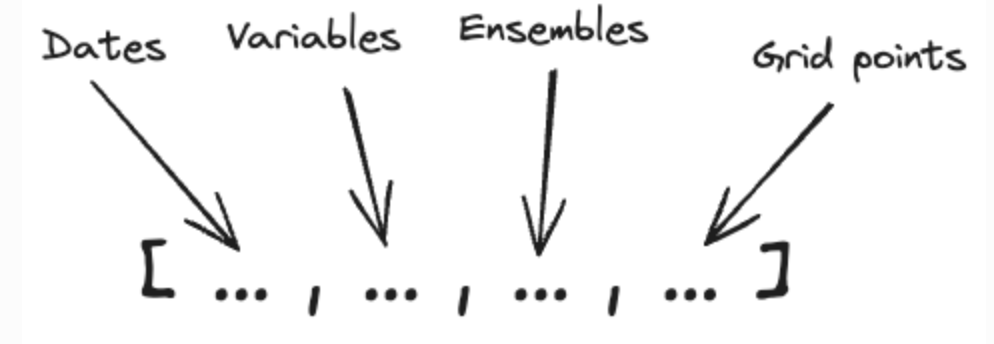 Dates Variables Ensembles Grid points
[ ... , ... , ... , ... ]